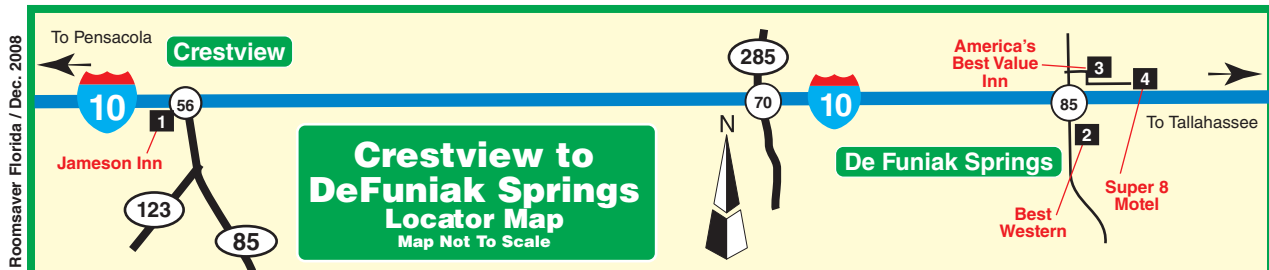 Roomsaver Florida / Dec. 2008
To Pensacola
Crestview
10
56
1
Jameson Inn
123
85
Crestview to
DeFuniak Springs
Locator Map
Map Not To Scale
285
70
N
10
America's
Best Value
Inn
3
4
85
To Tallahassee
2
De Funiak Springs
Super 8
Motel
Best
Western